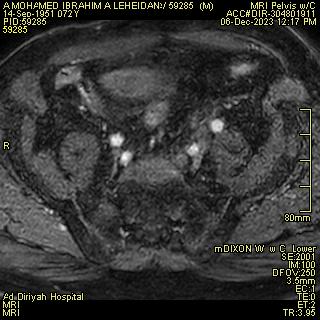 A MOHAMED IBRAHIM A LEHEIDAN:/ 59285 (M)
14-Sep-1951 072Y
PID:59285
59285
MRI Pelvis w/C
ACC#DIR-304801911
06-Dec-2023 12:17 PM
R
80mm
mDIXON W w C Lower
SE:2001
IM:100
DFOV:250
3.5mm
EC:1
TE:0
ET:2
TR:3.95
Ad Diriyah Hospital
MRI
MRI